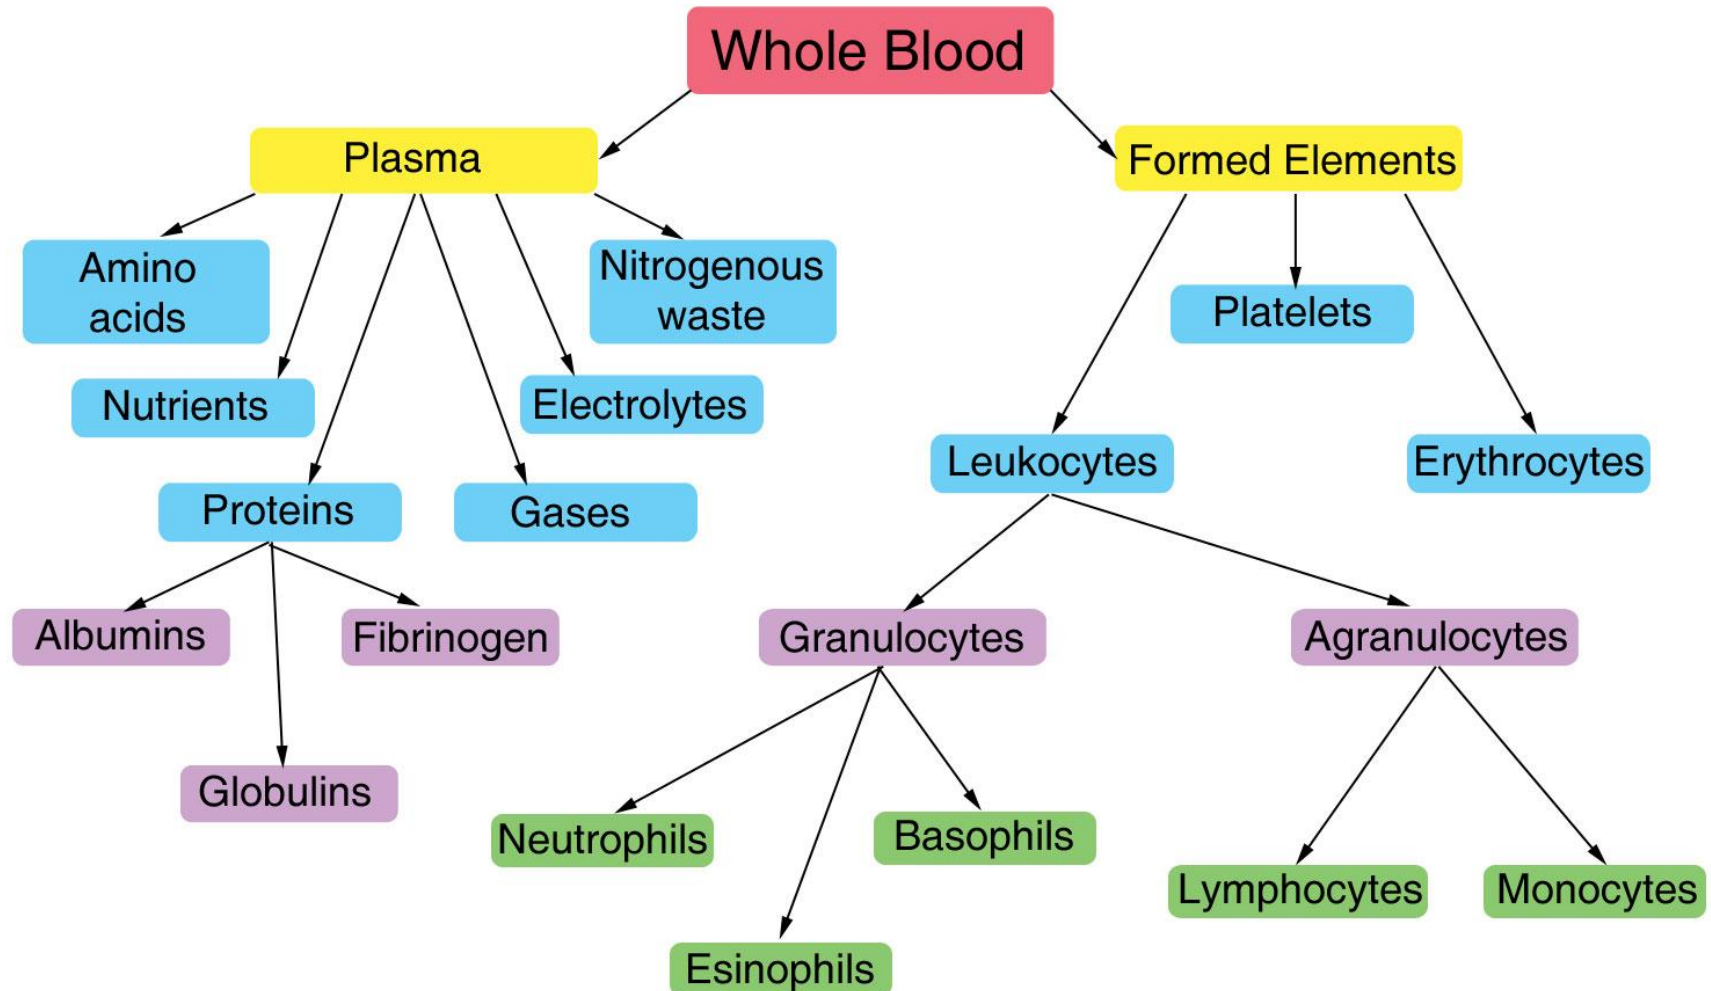 Whole Blood
Plasma
Formed Elements
Amino
acids
Nitrogenous
waste
Platelets
Nutrients
Electrolytes
Leukocytes
Erythrocytes
Proteins
Gases
Albumins
Fibrinogen
Granulocytes
Agranulocytes
Globulins
Neutrophils
Basophils
Lymphocytes
Monocytes
Esinophils